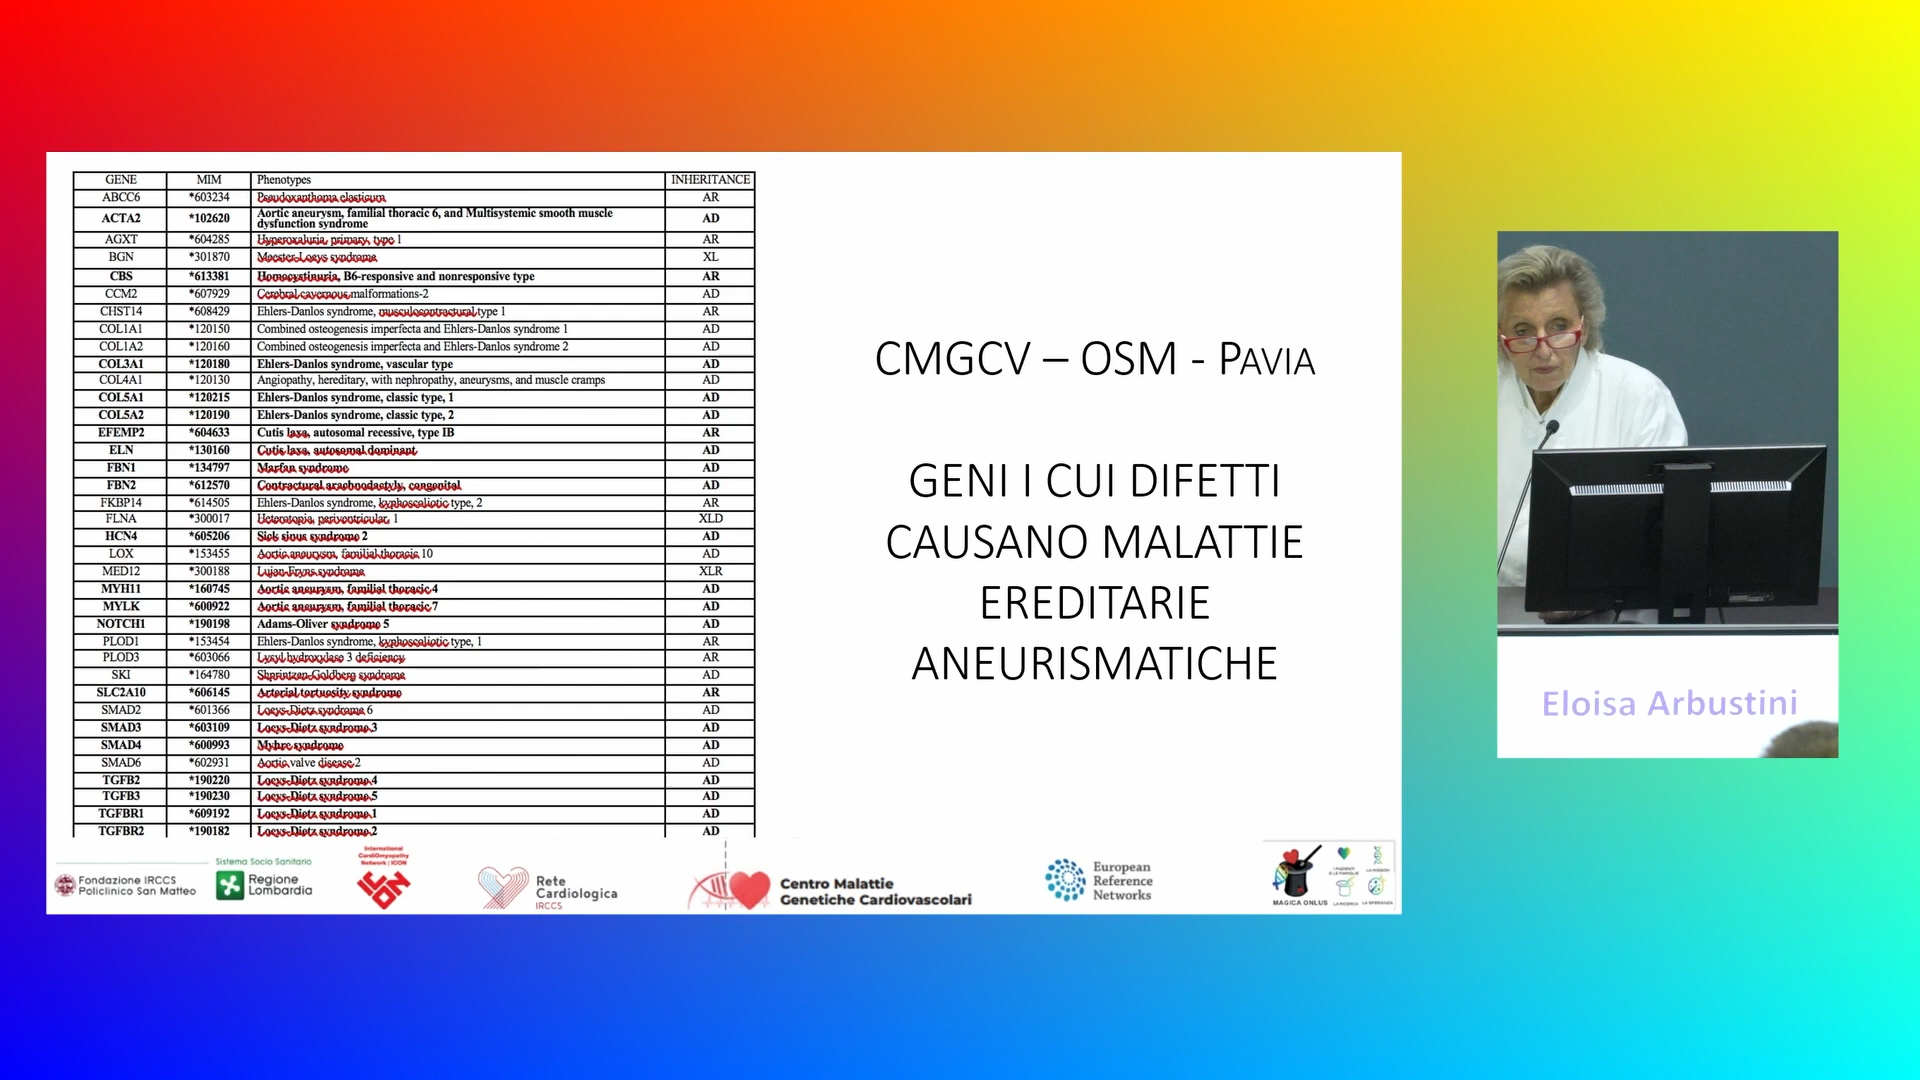 GENE MIM Phenotypes INHERITANCE
ABCC6 *603234 Pseudoxanthoma elasticum AR
ACTA2 *102620 Aortic aneurysm, familial thoracic 6, and Multisystemic smooth muscle dysfunction syndrome AD
AGXT *604285 Hyperoxaluria, primary, type 1 AR
BGN *301870 Meester-Loeys syndrome XL
CBS *613381 Homocystinuria, B6-responsive and nonresponsive type AR
CCM2 *607929 Cerebral cavernous malformations-2 AD
CHST14 *608429 Ehlers-Danlos syndrome, musculocontractural type 1 AR
COL1A1 *120150 Combined osteogenesis imperfecta and Ehlers-Danlos syndrome 1 AD
COL1A2 *120160 Combined osteogenesis imperfecta and Ehlers-Danlos syndrome 2 AD
COL3A1 *120180 Ehlers-Danlos syndrome, vascular type AD
COL4A1 *120130 Angiopathy, hereditary, with nephropathy, aneurysms, and muscle cramps AD
COL5A1 *120215 Ehlers-Danlos syndrome, classic type, 1 AD
COL5A2 *120190 Ehlers-Danlos syndrome, classic type, 2 AD
EFEMP2 *604633 Cutis laxa, autosomal recessive, type IB AR
ELN *130160 Cutis laxa, autosomal dominant AD
FBN1 *134797 Marfan syndrome AD
FBN2 *612570 Contractural arachnodactyly, congenital AD
FKBP14 *614505 Ehlers-Danlos syndrome, kyphoscoliotic type, 2 AR
FLNA *300017 Heterotopia, periventricular, 1 XLD
HCN4 *605206 Sick sinus syndrome 2 AD
LOX *153455 Aortic aneurysm, familial thoracic 10 AD
MED12 *300188 Lujan-Fryns syndrome XLR
MYH11 *160745 Aortic aneurysm, familial thoracic 4 AD
MYLK *600922 Aortic aneurysm, familial thoracic 7 AD
NOTCH1 *190198 Adams-Oliver syndrome 5 AD
PLOD1 *153454 Ehlers-Danlos syndrome, kyphoscoliotic type, 1 AR
PLOD3 *603066 Lysyl hydroxylase 3 deficiency AR
SKI *164780 Shprintzen-Goldberg syndrome AD
SLC2A10 *606145 Arterial tortuosity syndrome AR
SMAD2 *601366 Loeys-Dietz syndrome 6 AD
SMAD3 *603109 Loeys-Dietz syndrome 3 AD
SMAD4 *600993 Myhre syndrome AD
SMAD6 *602931 Aortic valve disease 2 AD
TGFB2 *190220 Loeys-Dietz syndrome 4 AD
TGFB3 *190230 Loeys-Dietz syndrome 5 AD
TGFBR1 *609192 Loeys-Dietz syndrome 1 AD
TGFBR2 *190182 Loeys-Dietz syndrome 2 AD
CMGCV – OSM - PAVIA
GENI I CUI DIFETTI
CAUSANO MALATTIE
EREDITARIE
ANEURISMATICHE
Eloisa Arbustini
Fondazione IRCCS
Policlinico San Matteo
Sistema Socio Sanitario
Regione
Lombardia
International
CardiOmyopathy
Network | ICON
Rete
Cardiologica
IRCCS
Centro Malattie
Genetiche Cardiovascolari
European
Reference
Networks
MAGICA ONLUS
I PAZIENTI
E LE FAMIGLIE
LA MISSION
LA RICERCA
LA SPERANZA